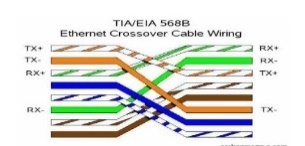 TIA/EIA 568B
Ethernet Crossover Cable Wiring
TX+ RX+
TX- RX-
RX+ TX+
RX- TX-